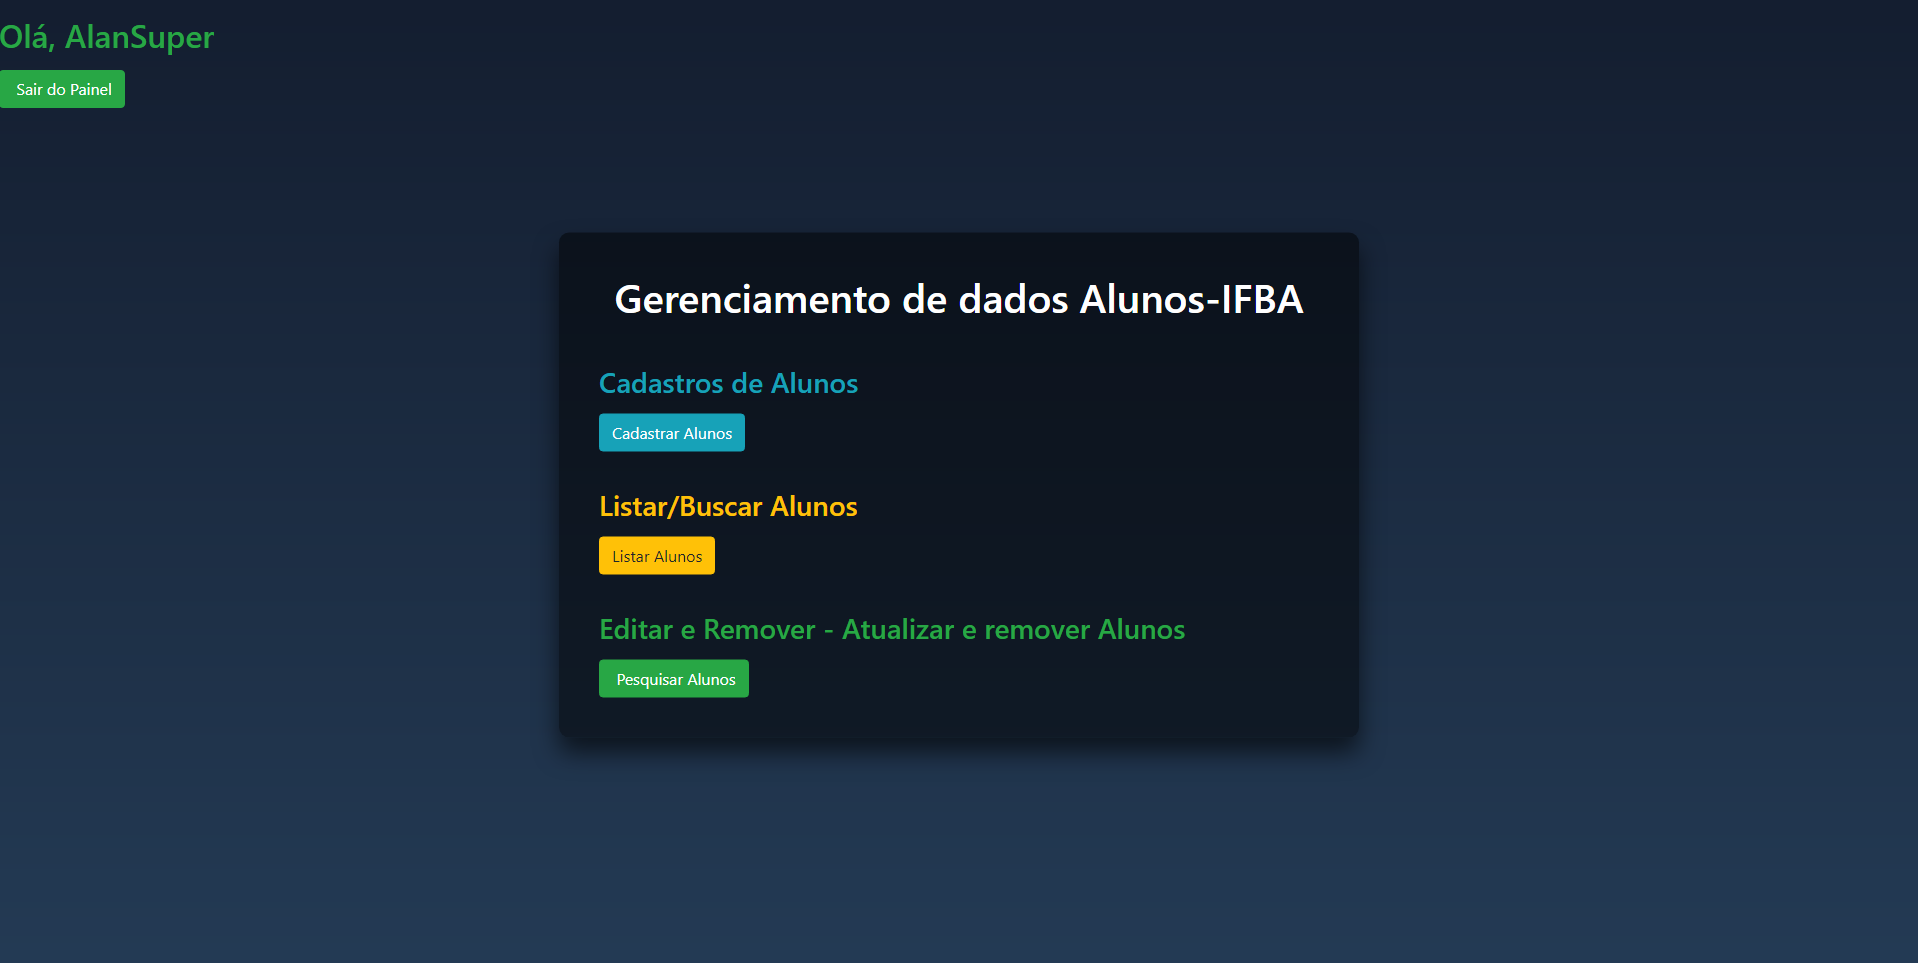 Olá, AlanSuper
Sair do Painel
Gerenciamento de dados Alunos-IFBA
Cadastros de Alunos
Cadastrar Alunos
Listar/Buscar Alunos
Listar Alunos
Editar e Remover - Atualizar e remover Alunos
Pesquisar Alunos